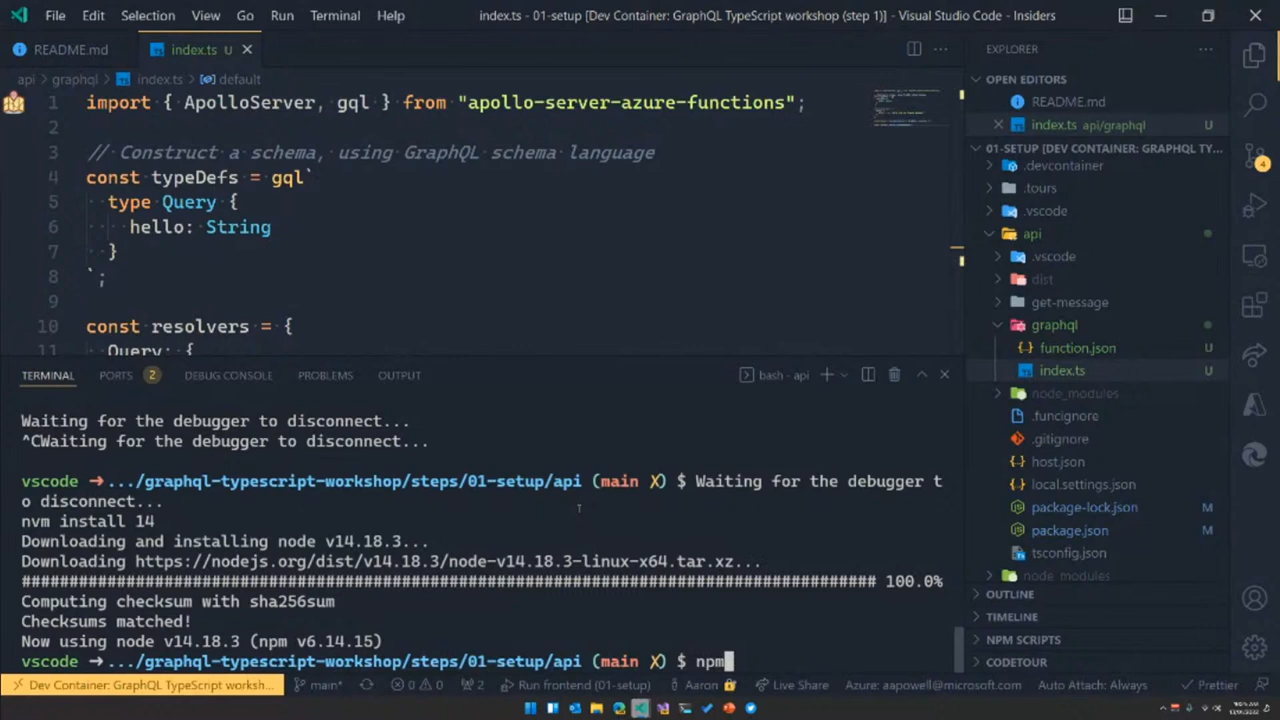 File Edit Selection View Go Run Terminal Help index.ts - 01-setup [Dev Container: GraphQL TypeScript workshop (step 1)] - Visual Studio Code - Insiders
README.md index.ts U
api graphql index.ts default
1 import { ApolloServer, gql } from "apollo-server-azure-functions";
2
3 // Construct a schema, using GraphQL schema language
4 const typeDefs = gql`
5 type Query {
6 hello: String
7 }
8 `;
9
10 const resolvers = {
11 Query: {
TERMINAL PORTS 2 DEBUG CONSOLE PROBLEMS OUTPUT bash - api
Waiting for the debugger to disconnect...
^CWaiting for the debugger to disconnect...
vscode ➜ .../graphql-typescript-workshop/steps/01-setup/api (main X) $ Waiting for the debugger t
o disconnect...
nvm install 14
Downloading and installing node v14.18.3...
Downloading https://nodejs.org/dist/v14.18.3/node-v14.18.3-linux-x64.tar.xz...
######################################################################################### 100.0%
Computing checksum with sha256sum
Checksums matched!
Now using node v14.18.3 (npm v6.14.15)
vscode ➜ .../graphql-typescript-workshop/steps/01-setup/api (main X) $ npm
EXPLORER
OPEN EDITORS
README.md
index.ts api/graphql U
01-SETUP [DEV CONTAINER: GRAPHQL TY...
.devcontainer
.tours
.vscode
api
.vscode
dist
get-message
graphql
function.json U
index.ts U
node_modules
.funcignore
.gitignore
host.json
local.settings.json
package-lock.json M
package.json M
tsconfig.json
node_modules
OUTLINE
TIMELINE
NPM SCRIPTS
CODETOUR
4
Dev Container: GraphQL TypeScript worksh... main* 0 0 2 Run frontend (01-setup) Aaron Live Share Azure: aapowell@microsoft.com Auto Attach: Always Prettier